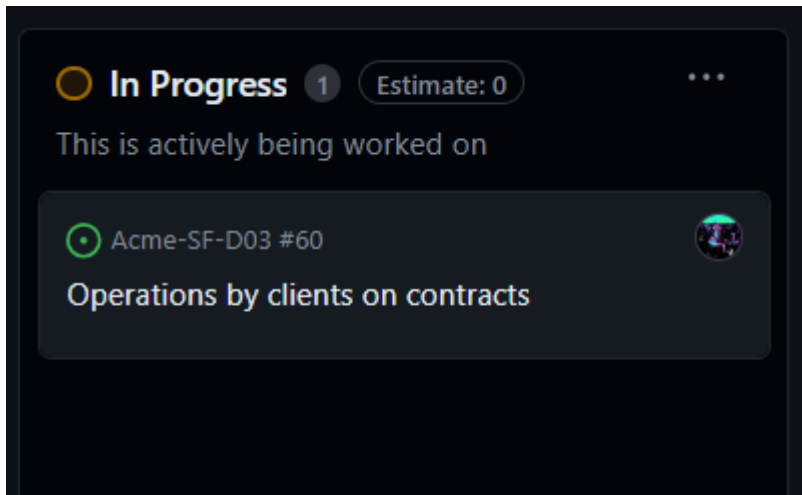 In Progress 1 Estimate: 0
This is actively being worked on
Acme-SF-D03 #60
Operations by clients on contracts